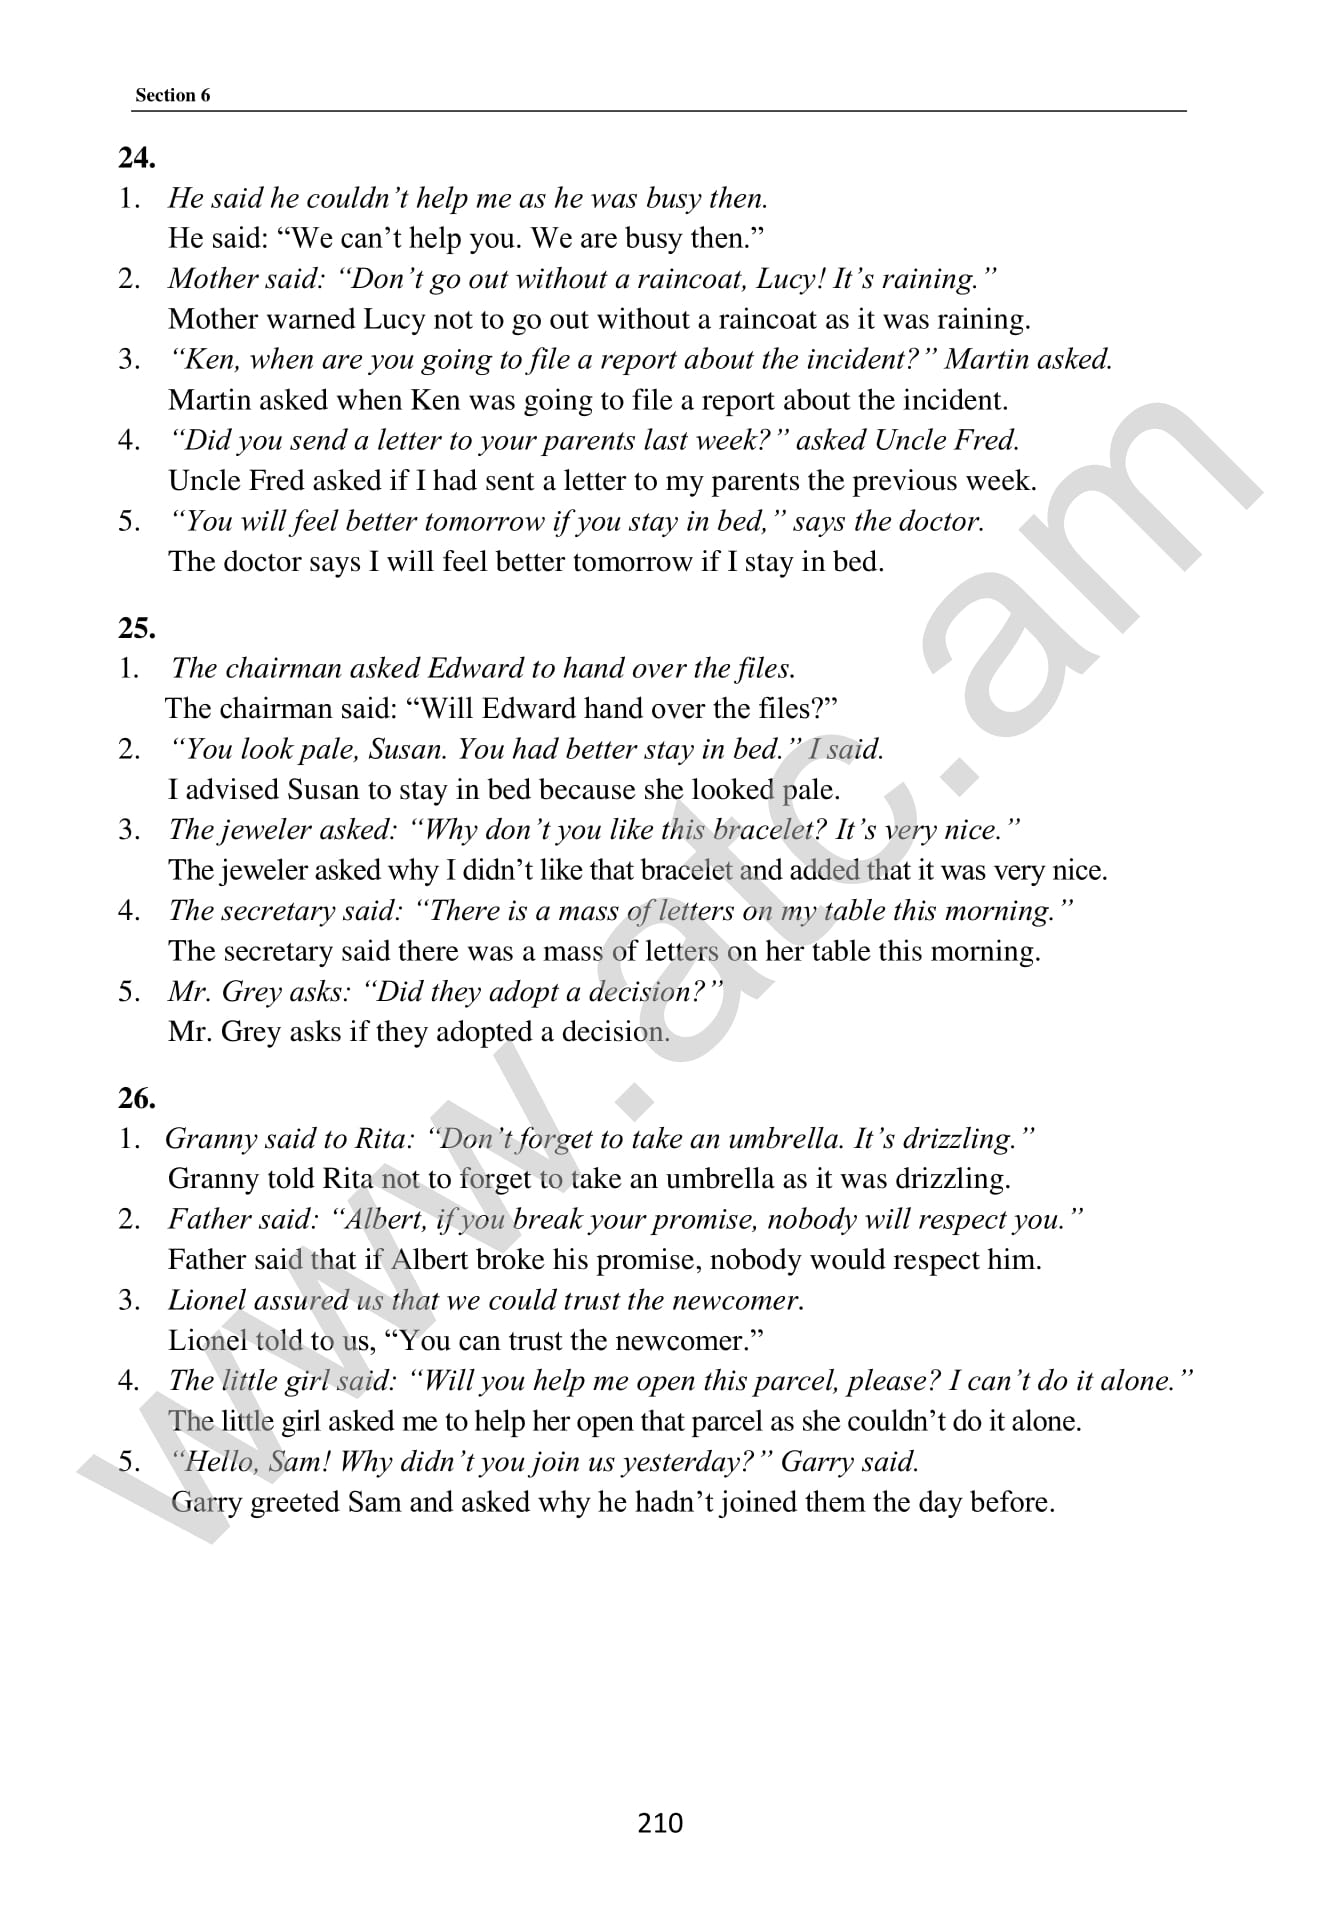 Section 6
24.
1. He said he couldn’t help me as he was busy then.
He said: “We can’t help you. We are busy then.”
2. Mother said: “Don’t go out without a raincoat, Lucy! It’s raining.”
Mother warned Lucy not to go out without a raincoat as it was raining.
3. “Ken, when are you going to file a report about the incident?” Martin asked.
Martin asked when Ken was going to file a report about the incident.
4. “Did you send a letter to your parents last week?” asked Uncle Fred.
Uncle Fred asked if I had sent a letter to my parents the previous week.
5. “You will feel better tomorrow if you stay in bed,” says the doctor.
The doctor says I will feel better tomorrow if I stay in bed.
25.
1. The chairman asked Edward to hand over the files.
The chairman said: “Will Edward hand over the files?”
2. “You look pale, Susan. You had better stay in bed.” I said.
I advised Susan to stay in bed because she looked pale.
3. The jeweler asked: “Why don’t you like this bracelet? It’s very nice.”
The jeweler asked why I didn’t like that bracelet and added that it was very nice.
4. The secretary said: “There is a mass of letters on my table this morning.”
The secretary said there was a mass of letters on her table this morning.
5. Mr. Grey asks: “Did they adopt a decision?”
Mr. Grey asks if they adopted a decision.
26.
1. Granny said to Rita: “Don’t forget to take an umbrella. It’s drizzling.”
Granny told Rita not to forget to take an umbrella as it was drizzling.
2. Father said: “Albert, if you break your promise, nobody will respect you.”
Father said that if Albert broke his promise, nobody would respect him.
3. Lionel assured us that we could trust the newcomer.
Lionel told to us, “You can trust the newcomer.”
4. The little girl said: “Will you help me open this parcel, please? I can’t do it alone.”
The little girl asked me to help her open that parcel as she couldn’t do it alone.
5. “Hello, Sam! Why didn’t you join us yesterday?” Garry said.
Garry greeted Sam and asked why he hadn’t joined them the day before.
www.atc.am
210